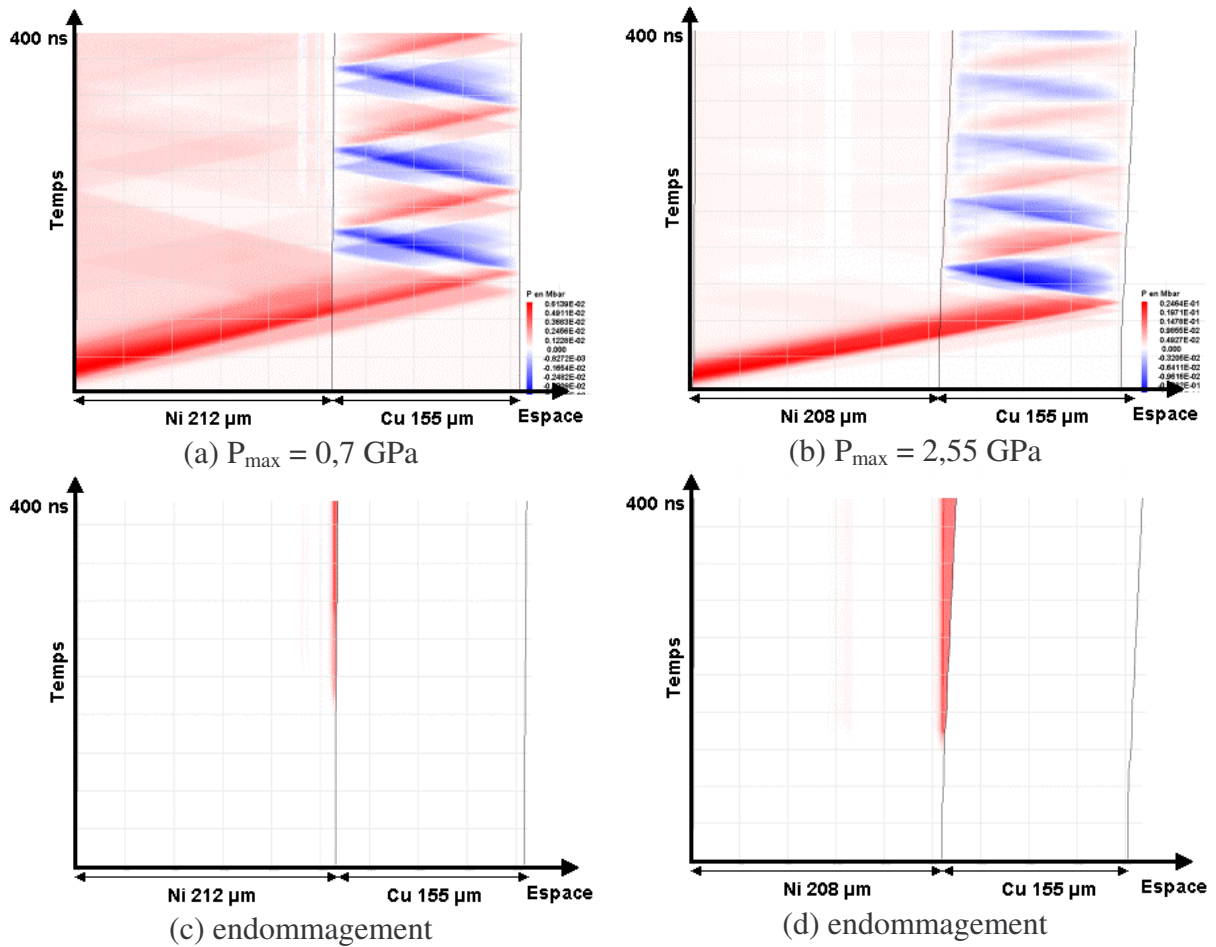 400 ns
Temps
P en Mbar
0.6139E-02
0.4911E-02
0.3683E-02
0.2456E-02
0.1228E-02
0.000
-0.8272E-03
-0.1654E-02
-0.2482E-02
Ni 212 µm
Cu 155 µm
Espace
(a) Pmax = 0,7 GPa
400 ns
Temps
P en Mbar
0.2464E-01
0.1971E-01
0.1478E-01
0.9855E-02
0.4927E-02
0.000
-0.3205E-02
-0.6411E-02
-0.9616E-02
Ni 208 µm
Cu 155 µm
Espace
(b) Pmax = 2,55 GPa
400 ns
Temps
Ni 212 µm
Cu 155 µm
Espace
(c) endommagement
400 ns
Temps
Ni 208 µm
Cu 155 µm
Espace
(d) endommagement